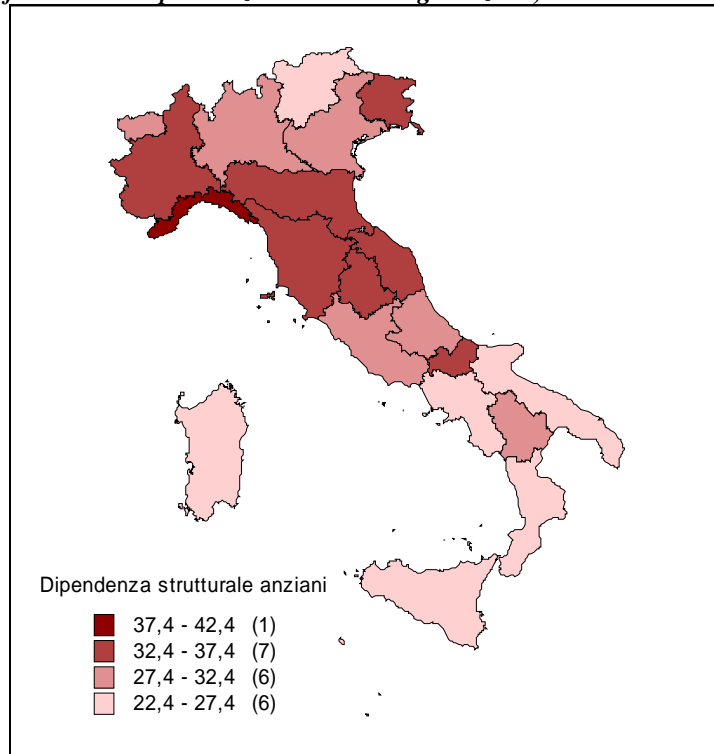 Dipendenza strutturale anziani
37,4 - 42,4 (1)
32,4 - 37,4 (7)
27,4 - 32,4 (6)
22,4 - 27,4 (6)